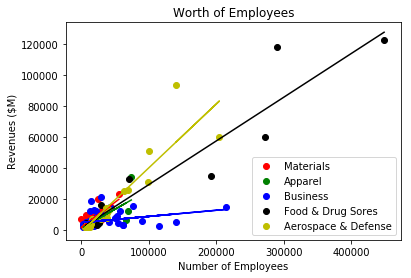 Worth of Employees
120000
100000
80000
60000
40000
20000
0
Revenues ($M)
Materials
Apparel
Business
Food & Drug Sores
Aerospace & Defense
0 100000 200000 300000 400000
Number of Employees